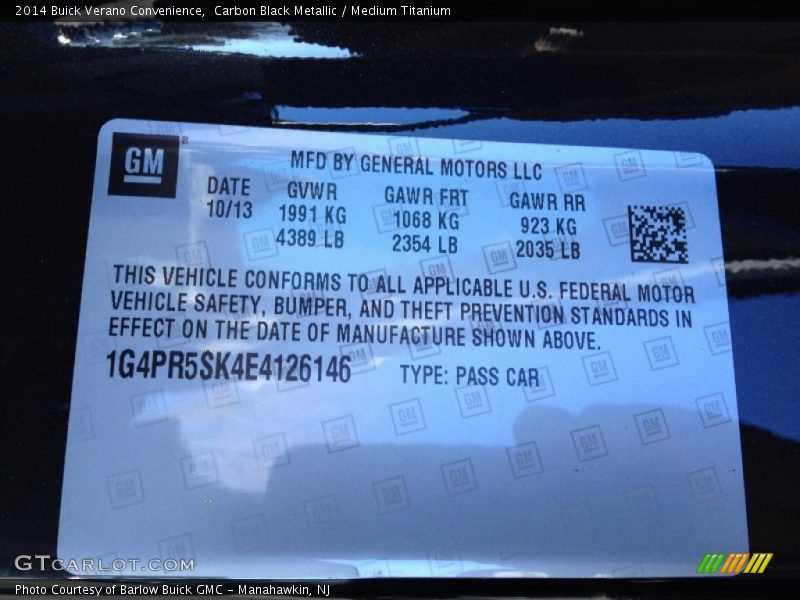 2014 Buick Verano Convenience, Carbon Black Metallic / Medium Titanium
GM ®
MFD BY GENERAL MOTORS LLC
DATE GVWR GAWR FRT GAWR RR
10/13 1991 KG 1068 KG 923 KG
4389 LB 2354 LB 2035 LB
THIS VEHICLE CONFORMS TO ALL APPLICABLE U.S. FEDERAL MOTOR
VEHICLE SAFETY, BUMPER, AND THEFT PREVENTION STANDARDS IN
EFFECT ON THE DATE OF MANUFACTURE SHOWN ABOVE.
1G4PR5SK4E4126146 TYPE: PASS CAR
GTCARLOT.COM
Photo Courtesy of Barlow Buick GMC - Manahawkin, NJ